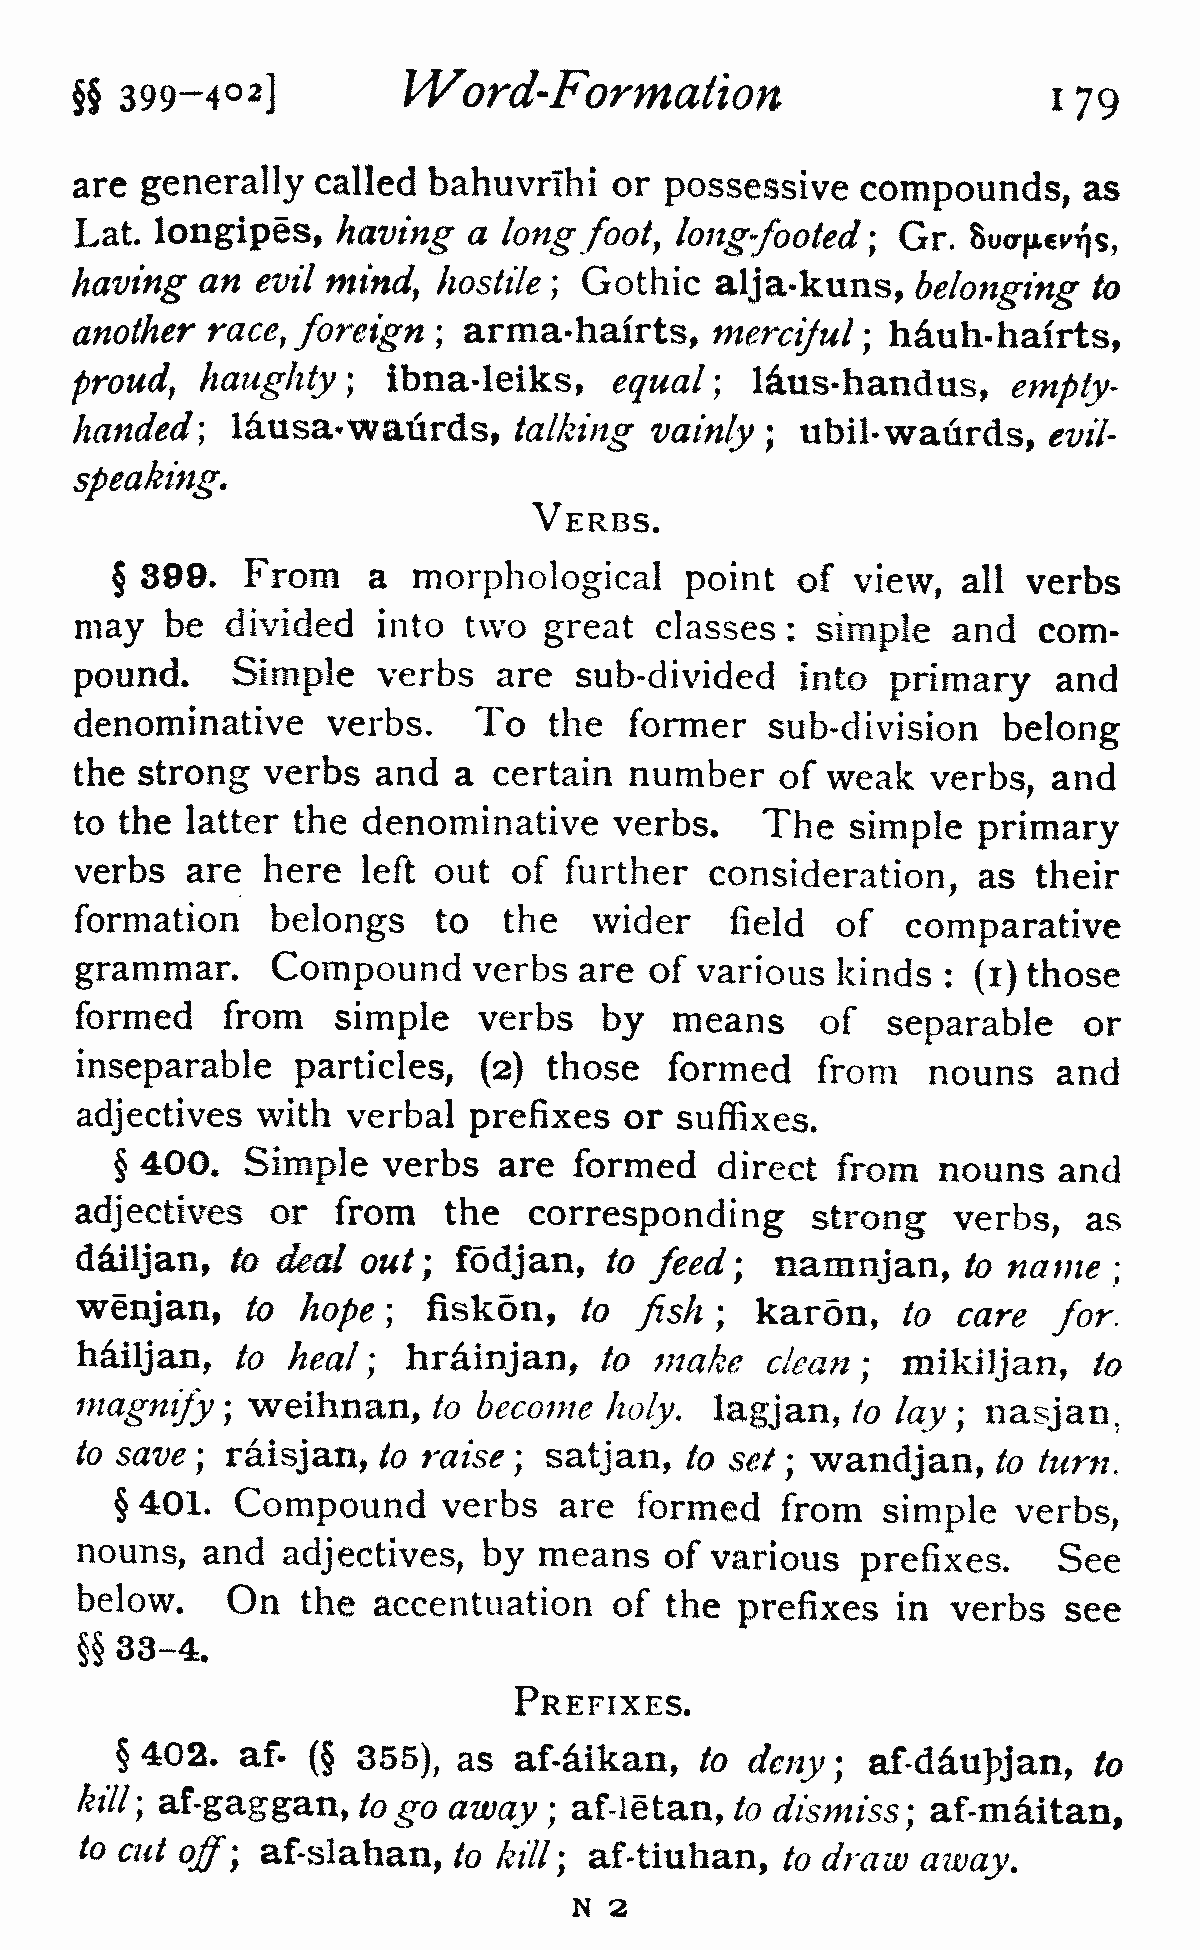 §§ 399–402] Word-Formation 179
are generally called bahuvrīhi or possessive compounds, as
Lat. longipēs, having a long foot, long-footed; Gr. δυσμενής,
having an evil mind, hostile; Gothic alja-kuns, belonging to
another race, foreign; arma-haírts, merciful; háuh-haírts,
proud, haughty; ibna-leiks, equal; láus-handus, empty-
handed; láusa-waúrds, talking vainly; ubil-waúrds, evil-
speaking.
VERBS.
§ 399. From a morphological point of view, all verbs
may be divided into two great classes: simple and com-
pound. Simple verbs are sub-divided into primary and
denominative verbs. To the former sub-division belong
the strong verbs and a certain number of weak verbs, and
to the latter the denominative verbs. The simple primary
verbs are here left out of further consideration, as their
formation belongs to the wider field of comparative
grammar. Compound verbs are of various kinds: (1) those
formed from simple verbs by means of separable or
inseparable particles, (2) those formed from nouns and
adjectives with verbal prefixes or suffixes.
§ 400. Simple verbs are formed direct from nouns and
adjectives or from the corresponding strong verbs, as
dáiljan, to deal out; fōdjan, to feed; namnjan, to name;
wēnjan, to hope; fiskōn, to fish; karōn, to care for.
háiljan, to heal; hráinjan, to make clean; mikiljan, to
magnify; weihnan, to become holy. lagjan, to lay; nasjan,
to save; ráisjan, to raise; satjan, to set; wandjan, to turn.
§ 401. Compound verbs are formed from simple verbs,
nouns, and adjectives, by means of various prefixes. See
below. On the accentuation of the prefixes in verbs see
§§ 33–4.
PREFIXES.
§ 402. af- (§ 355), as af-áikan, to deny; af-dáuþjan, to
kill; af-gaggan, to go away; af-lētan, to dismiss; af-máitan,
to cut off; af-slahan, to kill; af-tiuhan, to draw away.
N 2